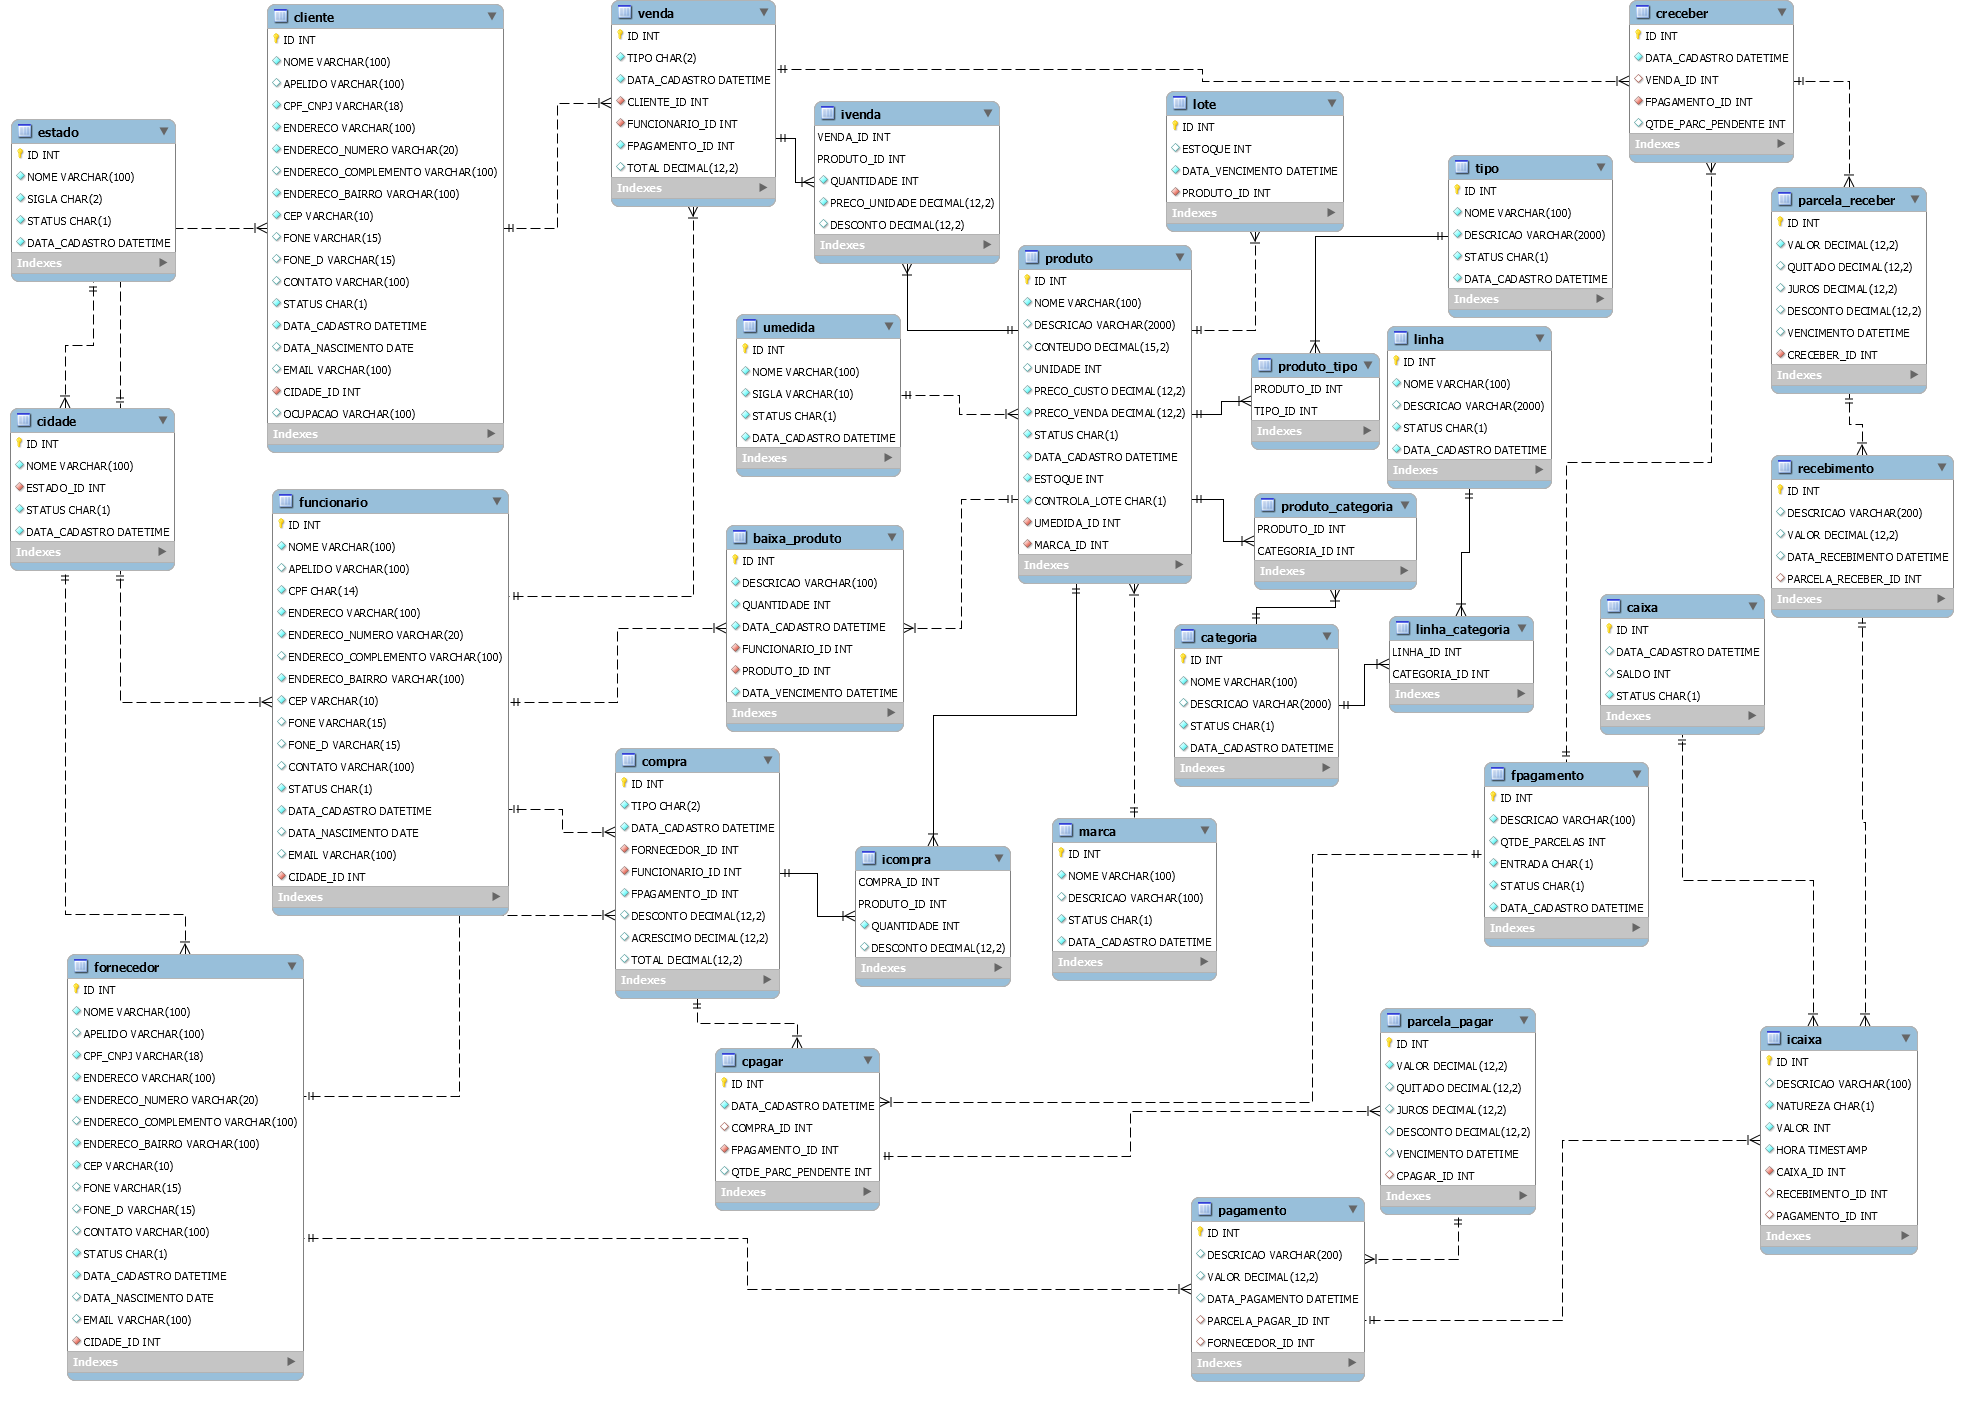 cliente
ID INT
NOME VARCHAR(100)
APELIDO VARCHAR(100)
CPF_CNPJ VARCHAR(18)
ENDERECO VARCHAR(100)
ENDERECO_NUMERO VARCHAR(20)
ENDERECO_COMPLEMENTO VARCHAR(100)
ENDERECO_BAIRRO VARCHAR(100)
CEP VARCHAR(10)
FONE VARCHAR(15)
FONE_D VARCHAR(15)
CONTATO VARCHAR(100)
STATUS CHAR(1)
DATA_CADASTRO DATETIME
DATA_NASCIMENTO DATE
EMAIL VARCHAR(100)
CIDADE_ID INT
OCUPACAO VARCHAR(100)
Indexes
venda
ID INT
TIPO CHAR(2)
DATA_CADASTRO DATETIME
CLIENTE_ID INT
FUNCIONARIO_ID INT
FPAGAMENTO_ID INT
TOTAL DECIMAL(12,2)
Indexes
creceber
ID INT
DATA_CADASTRO DATETIME
VENDA_ID INT
FPAGAMENTO_ID INT
QTDE_PARC_PENDENTE INT
Indexes
estado
ID INT
NOME VARCHAR(100)
SIGLA CHAR(2)
STATUS CHAR(1)
DATA_CADASTRO DATETIME
Indexes
ivenda
VENDA_ID INT
PRODUTO_ID INT
QUANTIDADE INT
PRECO_UNIDADE DECIMAL(12,2)
DESCONTO DECIMAL(12,2)
Indexes
lote
ID INT
ESTOQUE INT
DATA_VENCIMENTO DATETIME
PRODUTO_ID INT
Indexes
tipo
ID INT
NOME VARCHAR(100)
DESCRICAO VARCHAR(2000)
STATUS CHAR(1)
DATA_CADASTRO DATETIME
Indexes
parcela_receber
ID INT
VALOR DECIMAL(12,2)
QUITADO DECIMAL(12,2)
JUROS DECIMAL(12,2)
DESCONTO DECIMAL(12,2)
VENCIMENTO DATETIME
CRECEBER_ID INT
Indexes
produto
ID INT
NOME VARCHAR(100)
DESCRICAO VARCHAR(2000)
CONTEUDO DECIMAL(15,2)
UNIDADE INT
PRECO_CUSTO DECIMAL(12,2)
PRECO_VENDA DECIMAL(12,2)
STATUS CHAR(1)
DATA_CADASTRO DATETIME
ESTOQUE INT
CONTROLA_LOTE CHAR(1)
UMEDIDA_ID INT
MARCA_ID INT
Indexes
umedida
ID INT
NOME VARCHAR(100)
SIGLA VARCHAR(10)
STATUS CHAR(1)
DATA_CADASTRO DATETIME
Indexes
produto_tipo
PRODUTO_ID INT
TIPO_ID INT
Indexes
linha
ID INT
NOME VARCHAR(100)
DESCRICAO VARCHAR(2000)
STATUS CHAR(1)
DATA_CADASTRO DATETIME
Indexes
cidade
ID INT
NOME VARCHAR(100)
ESTADO_ID INT
STATUS CHAR(1)
DATA_CADASTRO DATETIME
Indexes
recebimento
ID INT
DESCRICAO VARCHAR(200)
VALOR DECIMAL(12,2)
DATA_RECEBIMENTO DATETIME
PARCELA_RECEBER_ID INT
Indexes
funcionario
ID INT
NOME VARCHAR(100)
APELIDO VARCHAR(100)
CPF CHAR(14)
ENDERECO VARCHAR(100)
ENDERECO_NUMERO VARCHAR(20)
ENDERECO_COMPLEMENTO VARCHAR(100)
ENDERECO_BAIRRO VARCHAR(100)
CEP VARCHAR(10)
FONE VARCHAR(15)
FONE_D VARCHAR(15)
CONTATO VARCHAR(100)
STATUS CHAR(1)
DATA_CADASTRO DATETIME
DATA_NASCIMENTO DATE
EMAIL VARCHAR(100)
CIDADE_ID INT
Indexes
produto_categoria
PRODUTO_ID INT
CATEGORIA_ID INT
Indexes
baixa_produto
ID INT
DESCRICAO VARCHAR(100)
QUANTIDADE INT
DATA_CADASTRO DATETIME
FUNCIONARIO_ID INT
PRODUTO_ID INT
DATA_VENCIMENTO DATETIME
Indexes
caixa
ID INT
DATA_CADASTRO DATETIME
SALDO INT
STATUS CHAR(1)
Indexes
linha_categoria
LINHA_ID INT
CATEGORIA_ID INT
Indexes
categoria
ID INT
NOME VARCHAR(100)
DESCRICAO VARCHAR(2000)
STATUS CHAR(1)
DATA_CADASTRO DATETIME
Indexes
compra
ID INT
TIPO CHAR(2)
DATA_CADASTRO DATETIME
FORNECEDOR_ID INT
FUNCIONARIO_ID INT
FPAGAMENTO_ID INT
DESCONTO DECIMAL(12,2)
ACRESCIMO DECIMAL(12,2)
TOTAL DECIMAL(12,2)
Indexes
fpagamento
ID INT
DESCRICAO VARCHAR(100)
QTDE_PARCELAS INT
ENTRADA CHAR(1)
STATUS CHAR(1)
DATA_CADASTRO DATETIME
Indexes
marca
ID INT
NOME VARCHAR(100)
DESCRICAO VARCHAR(100)
STATUS CHAR(1)
DATA_CADASTRO DATETIME
Indexes
icompra
COMPRA_ID INT
PRODUTO_ID INT
QUANTIDADE INT
DESCONTO DECIMAL(12,2)
Indexes
fornecedor
ID INT
NOME VARCHAR(100)
APELIDO VARCHAR(100)
CPF_CNPJ VARCHAR(18)
ENDERECO VARCHAR(100)
ENDERECO_NUMERO VARCHAR(20)
ENDERECO_COMPLEMENTO VARCHAR(100)
ENDERECO_BAIRRO VARCHAR(100)
CEP VARCHAR(10)
FONE VARCHAR(15)
FONE_D VARCHAR(15)
CONTATO VARCHAR(100)
STATUS CHAR(1)
DATA_CADASTRO DATETIME
DATA_NASCIMENTO DATE
EMAIL VARCHAR(100)
CIDADE_ID INT
Indexes
parcela_pagar
ID INT
VALOR DECIMAL(12,2)
QUITADO DECIMAL(12,2)
JUROS DECIMAL(12,2)
DESCONTO DECIMAL(12,2)
VENCIMENTO DATETIME
CPAGAR_ID INT
Indexes
icaixa
ID INT
DESCRICAO VARCHAR(100)
NATUREZA CHAR(1)
VALOR INT
HORA TIMESTAMP
CAIXA_ID INT
RECEBIMENTO_ID INT
PAGAMENTO_ID INT
Indexes
cpagar
ID INT
DATA_CADASTRO DATETIME
COMPRA_ID INT
FPAGAMENTO_ID INT
QTDE_PARC_PENDENTE INT
Indexes
pagamento
ID INT
DESCRICAO VARCHAR(200)
VALOR DECIMAL(12,2)
DATA_PAGAMENTO DATETIME
PARCELA_PAGAR_ID INT
FORNECEDOR_ID INT
Indexes